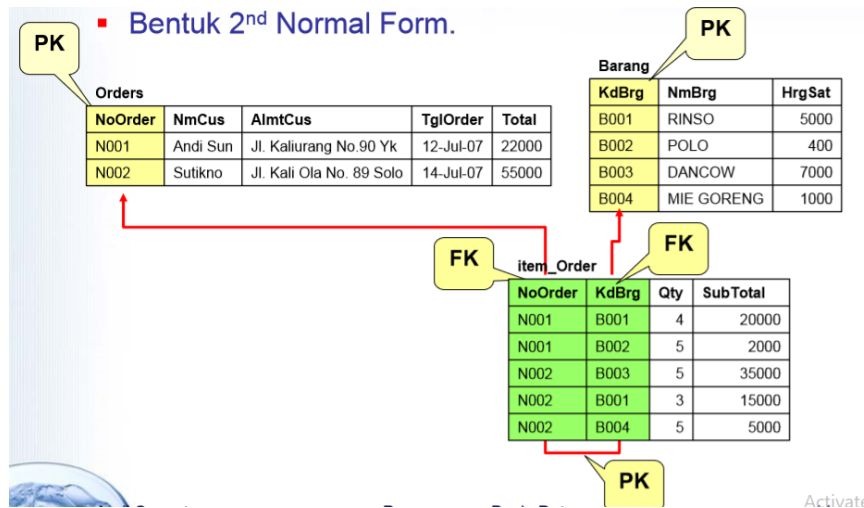 ▪ Bentuk 2nd Normal Form.
PK
PK
Orders
NoOrder NmCus AlmtCus TglOrder Total
N001 Andi Sun Jl. Kaliurang No.90 Yk 12-Jul-07 22000
N002 Sutikno Jl. Kali Ola No. 89 Solo 14-Jul-07 55000
Barang
KdBrg NmBrg HrgSat
B001 RINSO 5000
B002 POLO 400
B003 DANCOW 7000
B004 MIE GORENG 1000
FK
FK
item_Order
NoOrder KdBrg Qty SubTotal
N001 B001 4 20000
N001 B002 5 2000
N002 B003 5 35000
N002 B001 3 15000
N002 B004 5 5000
PK
Activate